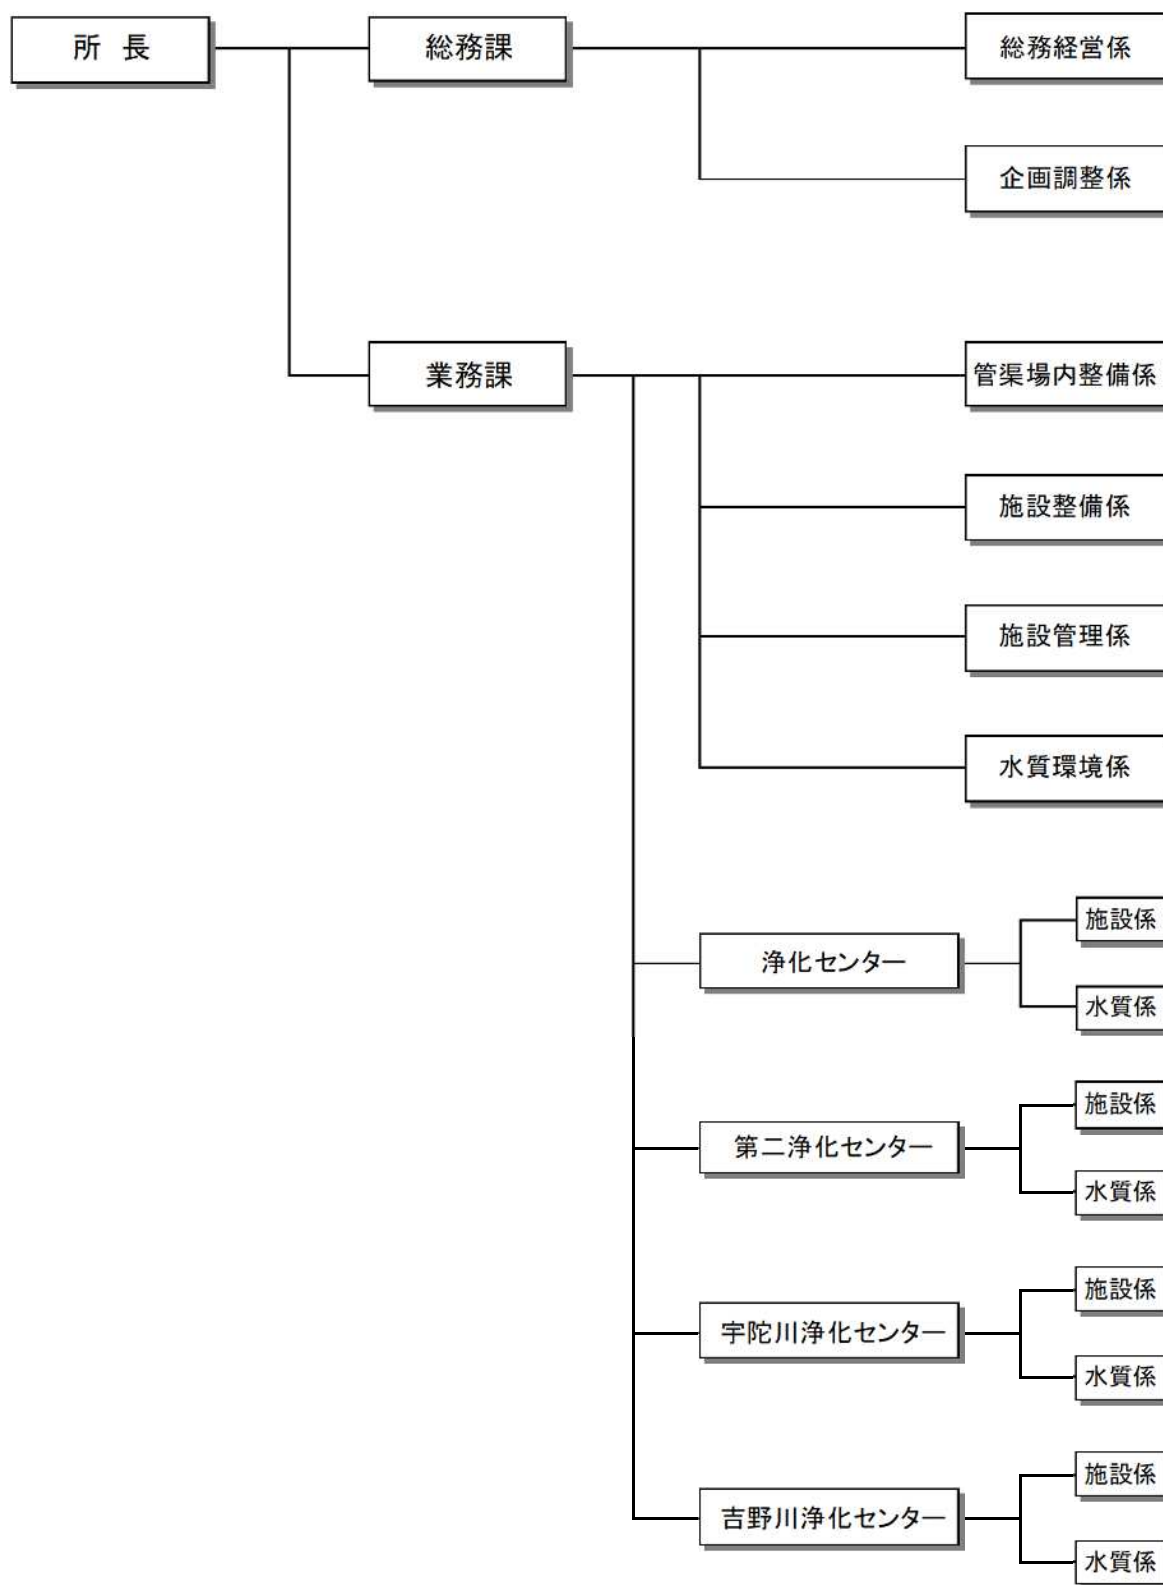 所 長
総務課
総務経営係
企画調整係
業務課
管渠場内整備係
施設整備係
施設管理係
水質環境係
浄化センター
施設係
水質係
第二浄化センター
施設係
水質係
宇陀川浄化センター
施設係
水質係
吉野川浄化センター
施設係
水質係